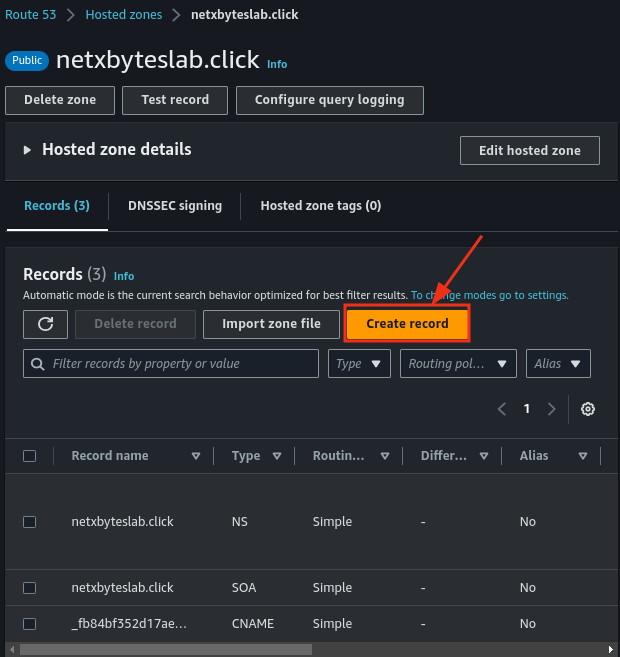 Route 53 > Hosted zones > netxbyteslab.click
Public netxbyteslab.click Info
Delete zone Test record Configure query logging
Hosted zone details Edit hosted zone
Records (3) DNSSEC signing Hosted zone tags (0)
Records (3) Info
Automatic mode is the current search behavior optimized for best filter results. To change modes go to settings.
Delete record Import zone file Create record
Filter records by property or value Type Routing pol... Alias
1
Record name Type Routin... Differ... Alias
netxbyteslab.click NS Simple - No
netxbyteslab.click SOA Simple - No
_fb84bf352d17ae... CNAME Simple - No